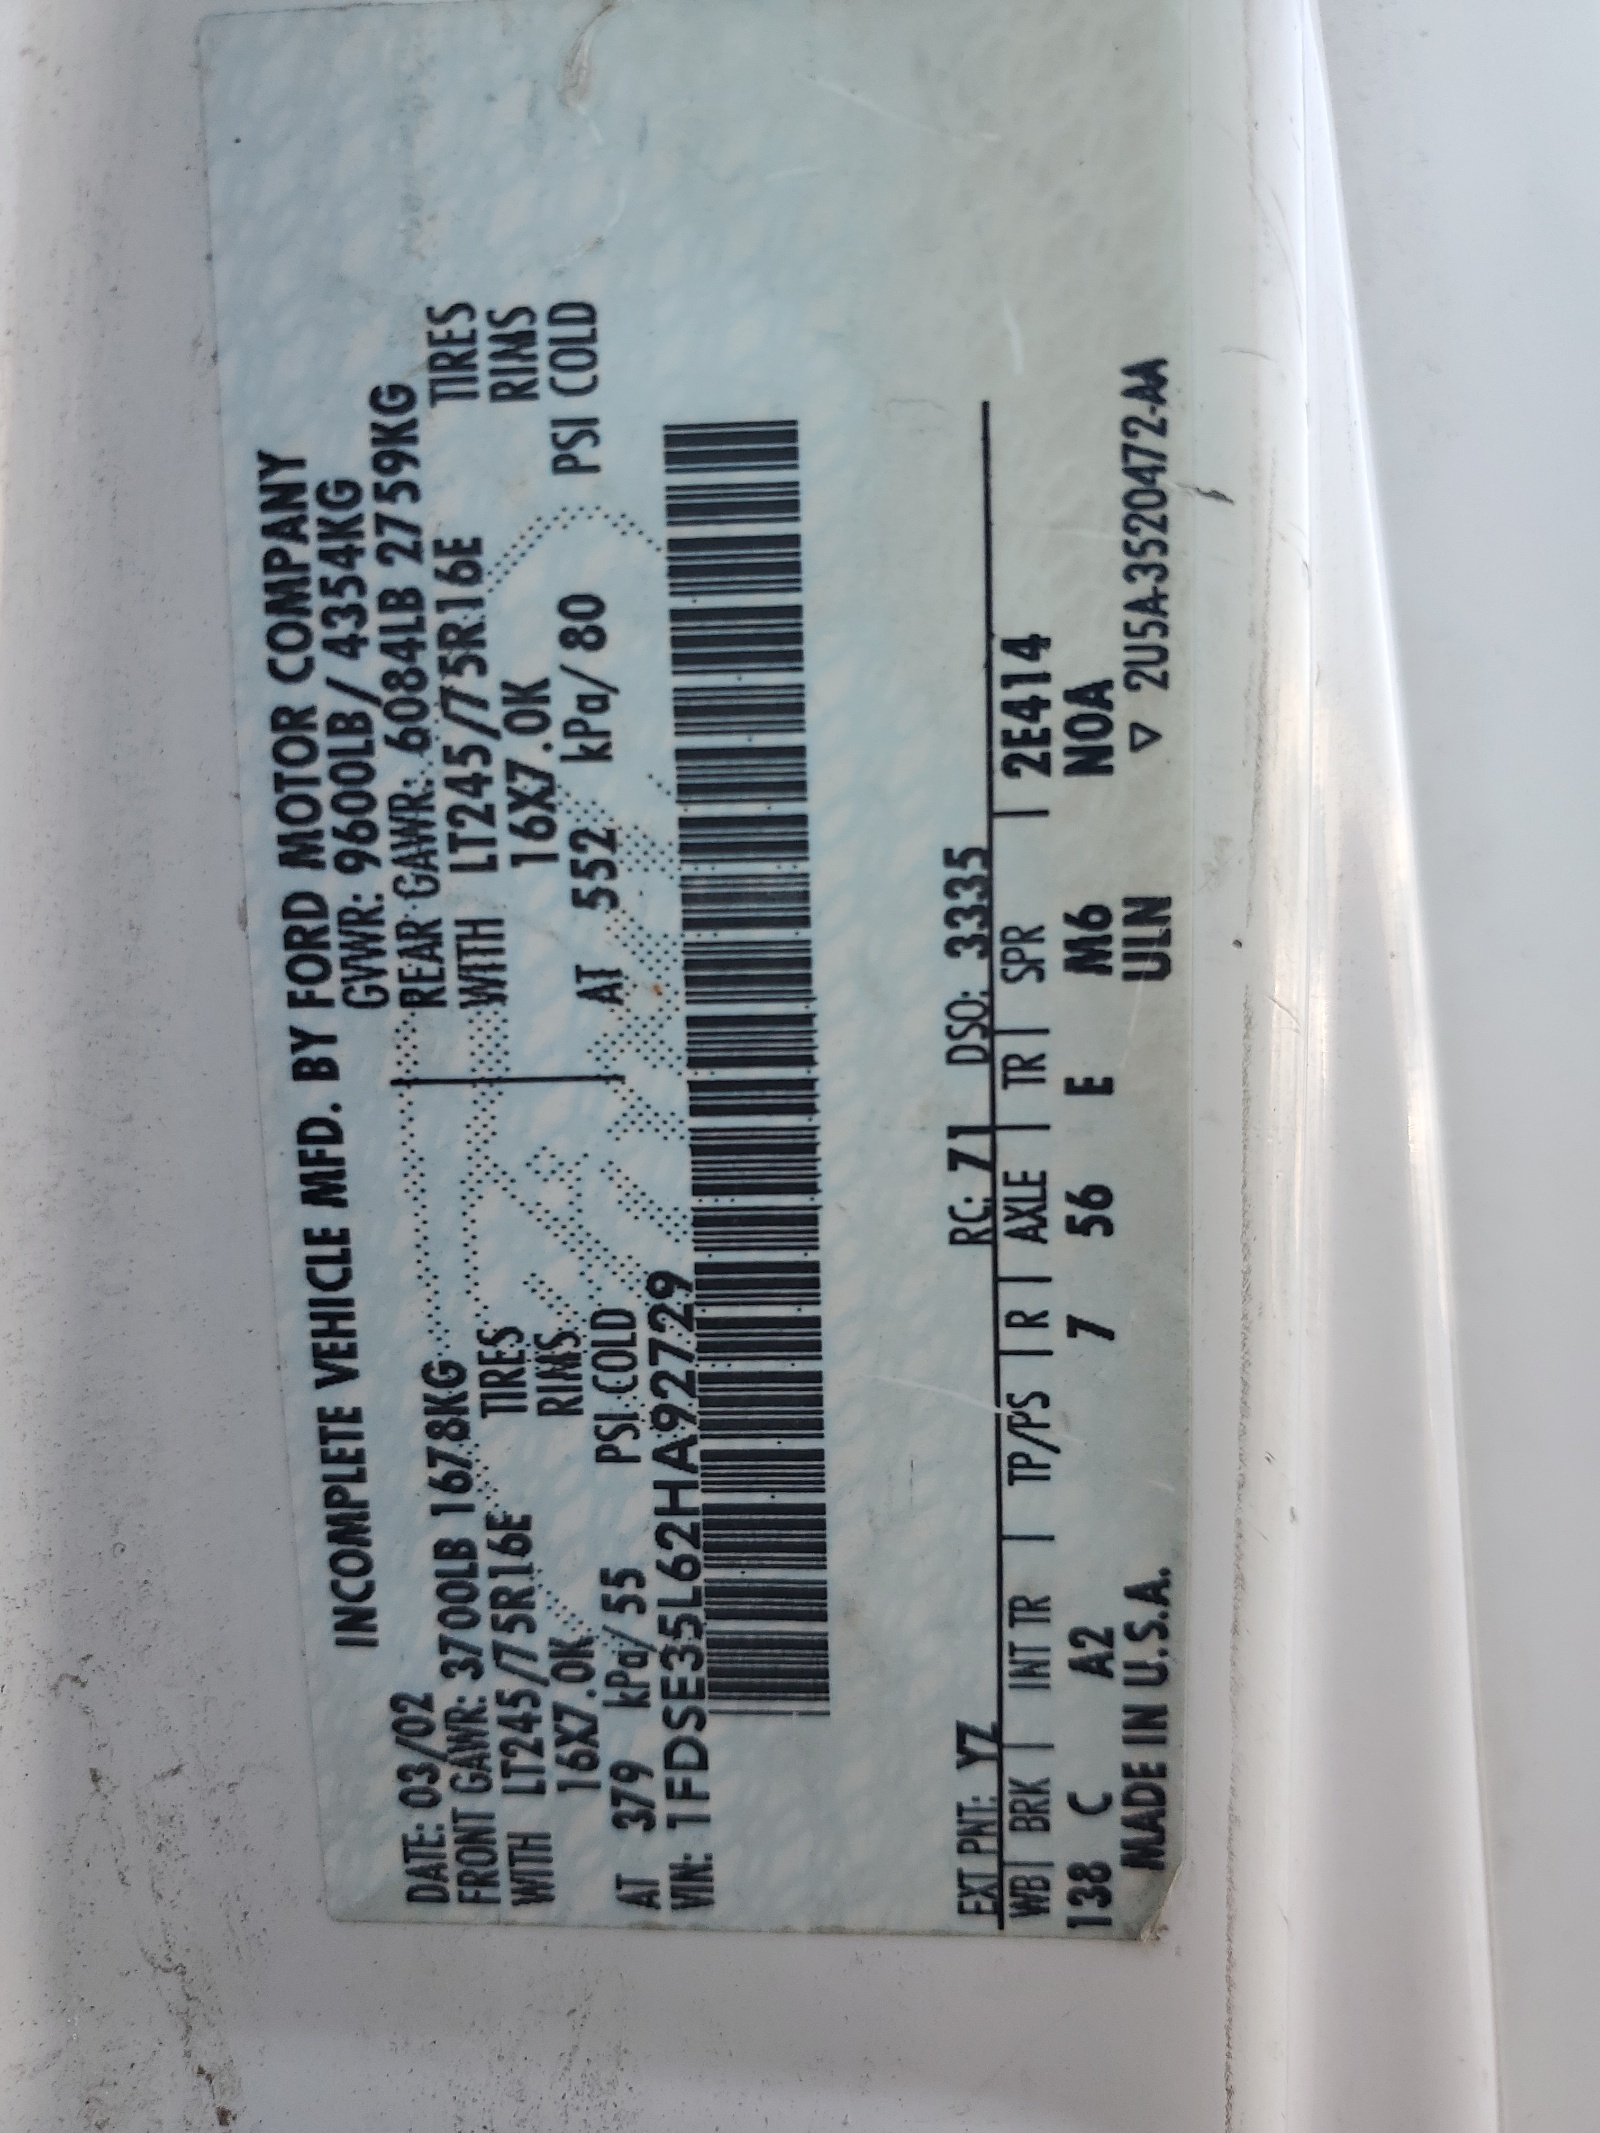 INCOMPLETE VEHICLE MFD. BY FORD MOTOR COMPANY
DATE: 03/02 GVWR: 9600LB/ 4354KG
FRONT GAWR: 3700LB 1678KG REAR GAWR: 6084LB 2759KG
WITH LT245/75R16E TIRES WITH LT245/75R16E TIRES
16X7.0K RIMS 16X7.0K RIMS
AT 379 kPa/55 PSI COLD AT 552 kPa/80 PSI COLD
VIN: 1FDSE35L62HA92729
EXT PNT: YZ RC: 71 DSO: 3335
WB | BRK | INT TR | TP/PS | R | AXLE | TR | SPR | 2E414
138 C A2 7 56 E M6 N0A
MADE IN U.S.A. ULN ▽ 2U5A-3520472-AA